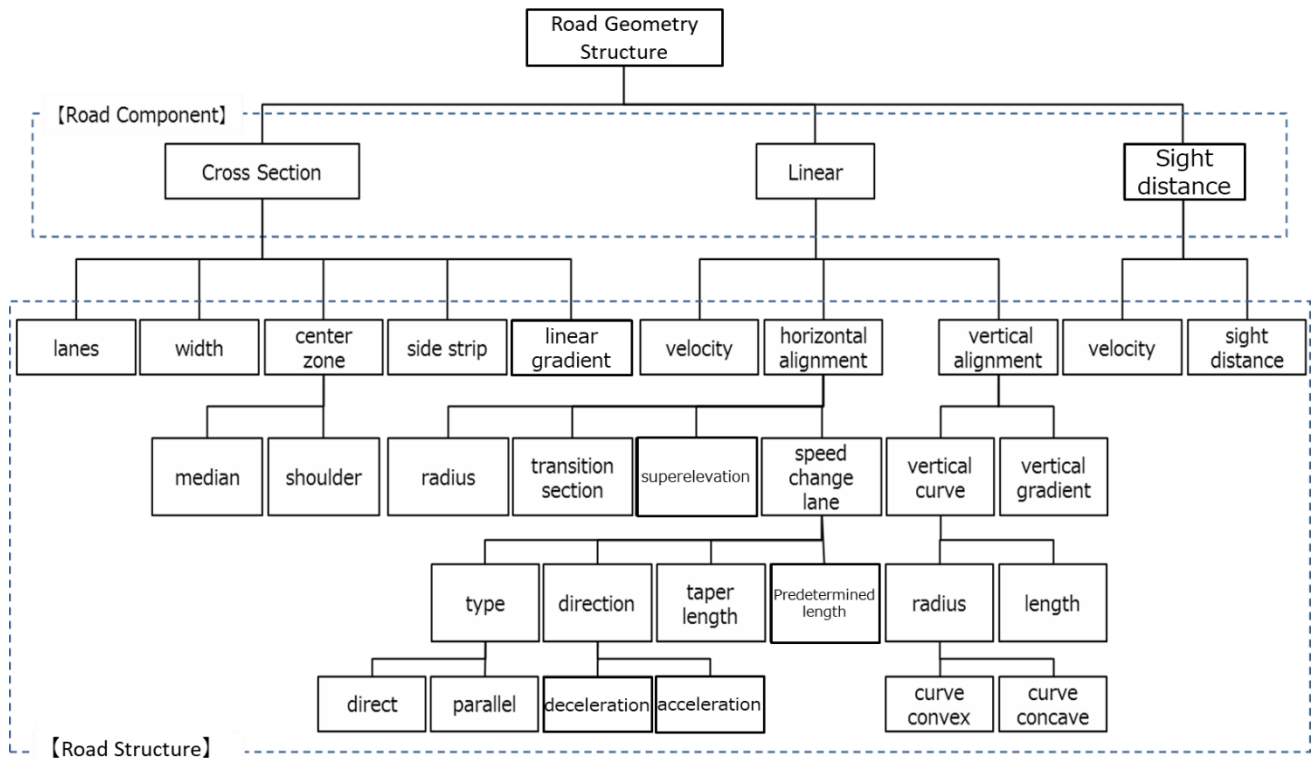 Road Geometry
Structure
【Road Component】
Cross Section
Linear
Sight
distance
lanes
width
center
zone
side strip
linear
gradient
velocity
horizontal
alignment
vertical
alignment
velocity
sight
distance
median
shoulder
radius
transition
section
superelevation
speed
change
lane
vertical
curve
vertical
gradient
type
direction
taper
length
Predetermined
length
radius
length
direct
parallel
deceleration
acceleration
curve
convex
curve
concave
【Road Structure】